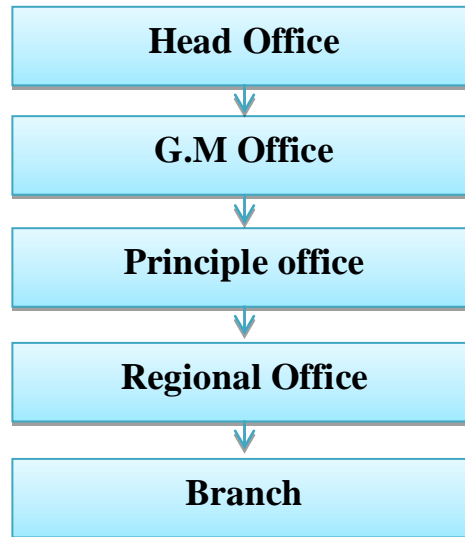 Head Office
G.M Office
Principle office
Regional Office
Branch